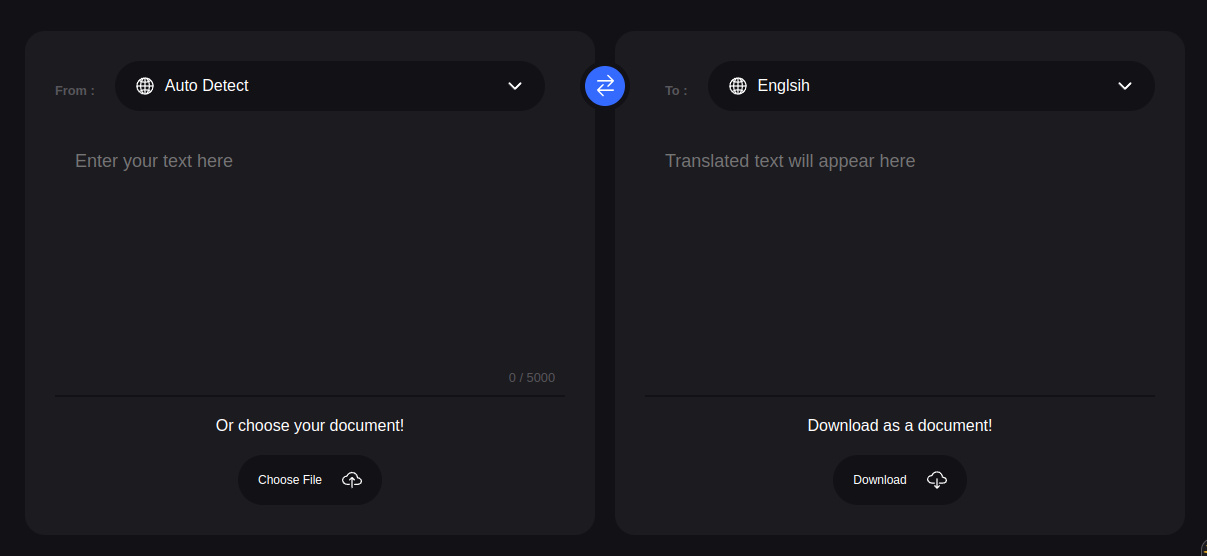 From :
Auto Detect
Enter your text here
0 / 5000
Or choose your document!
Choose File
To :
Englsih
Translated text will appear here
Download as a document!
Download